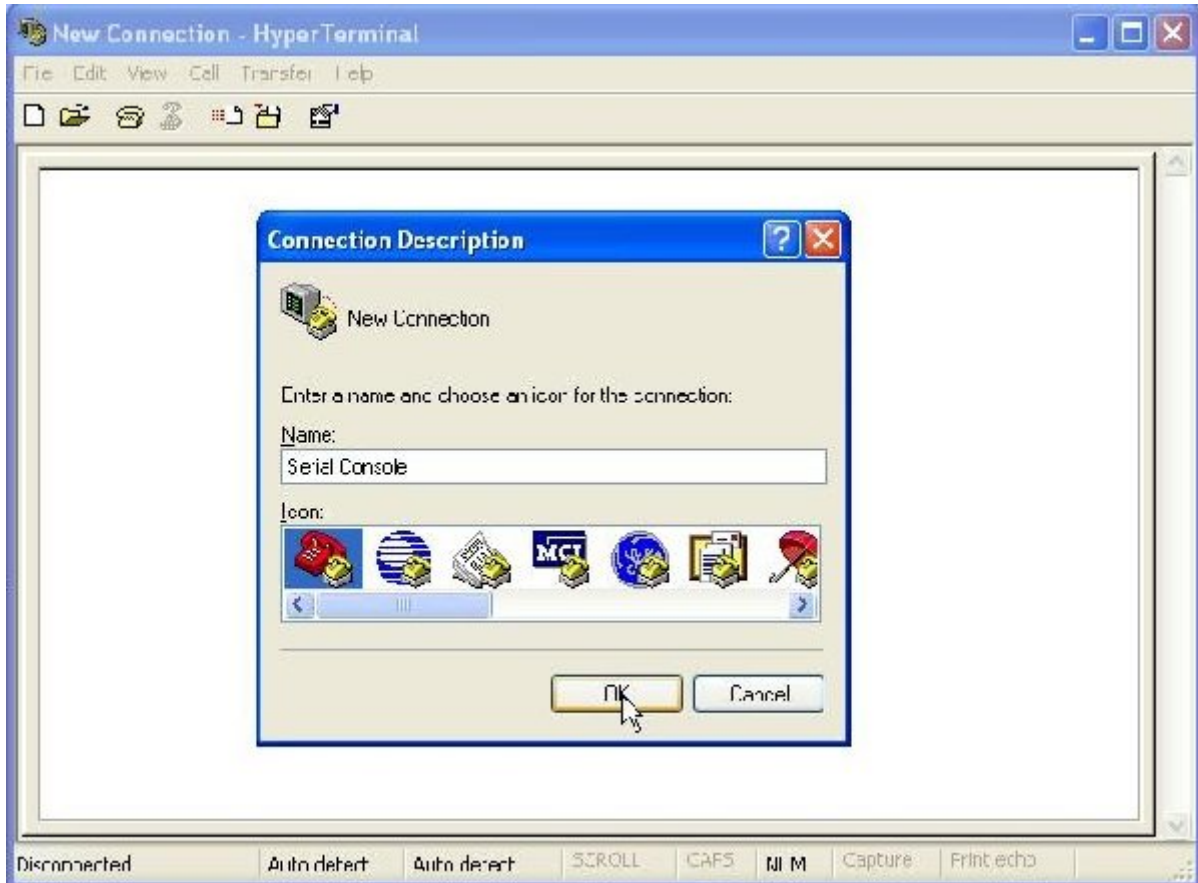 New Connection - HyperTerminal
File Edit View Call Transfer Help
Connection Description
New Connection
Enter a name and choose an icon for the connection:
Name:
Serial Console
Icon:
MCI
OK Cancel
Disconnected Auto detect Auto detect SCROLL CAPS NUM Capture Print echo